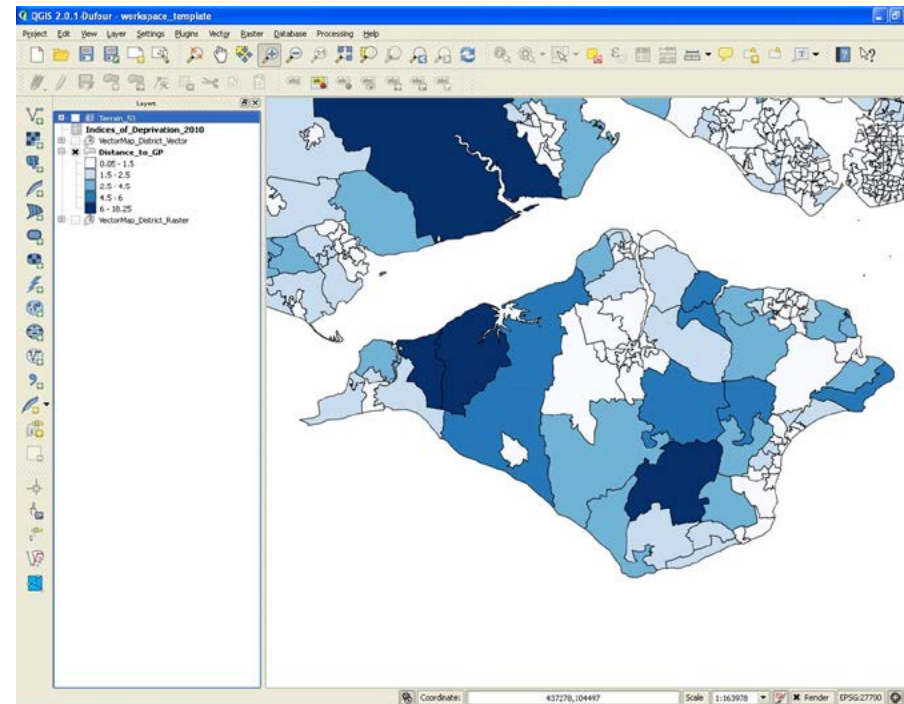 QGIS 2.0.1-Dufour - workspace_template
Project Edit View Layer Settings Plugins Vector Raster Database Processing Help
Layers
Terrain_50
Indices_of_Deprivation_2010
VectorMap_District_Vector
Distance_to_GP
0.05 - 1.5
1.5 - 2.5
2.5 - 4.5
4.5 - 6
6 - 18.25
VectorMap_District_Raster
Coordinate: 437278,104497 Scale 1:163978 Render EPSG:27700